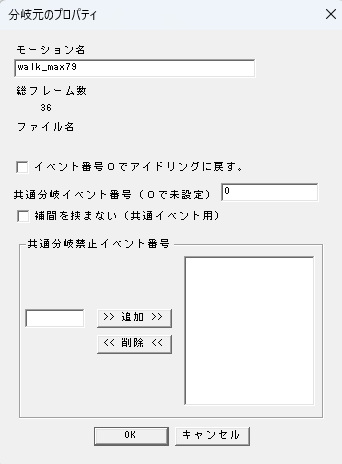 分岐元のプロパティ
モーション名
walk_max79
総フレーム数
36
ファイル名
イベント番号０でアイドリングに戻す。
共通分岐イベント番号（０で未設定）
0
補間を挟まない（共通イベント用）
共通分岐禁止イベント番号
>> 追加 >>
<< 削除 <<
OK
キャンセル